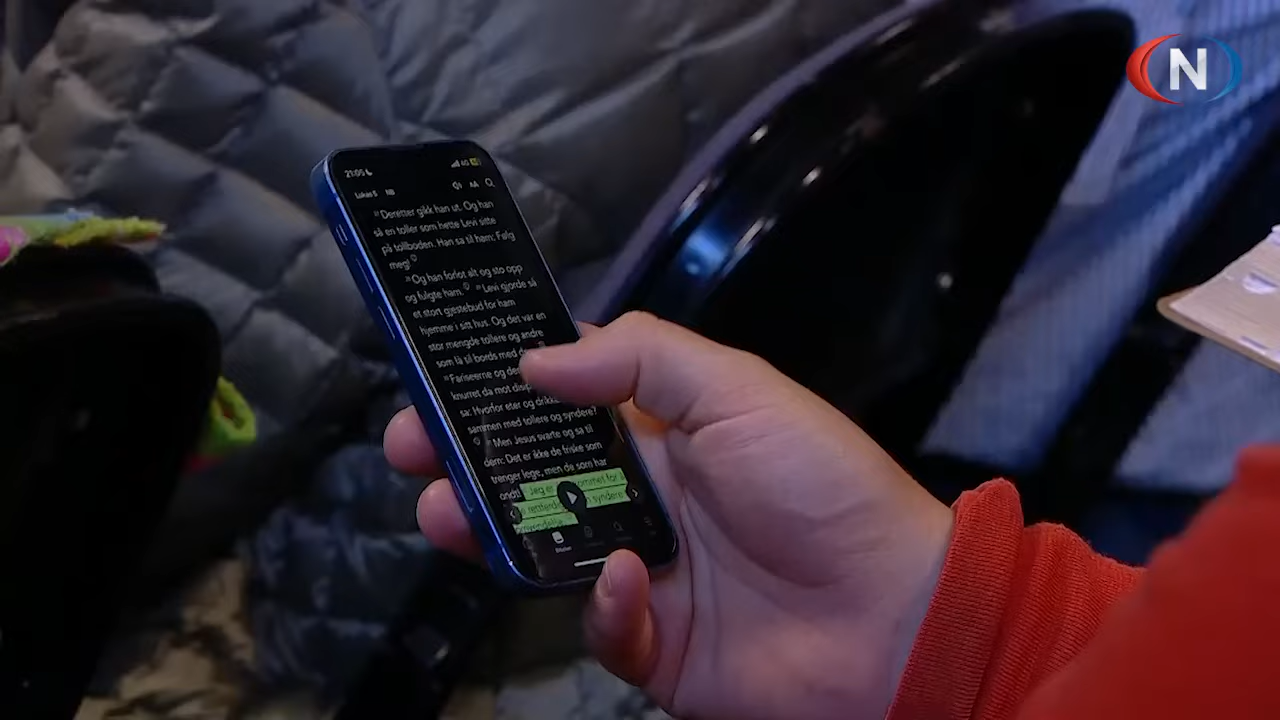 N
21:05
4G
Lukas 5 NB
AA
Deretter gikk han ut. Og han
så en toller som hette Levi sitte
på tollboden. Han sa til ham: Følg
meg!
Og han forlot alt og sto opp
og fulgte ham. Levi gjorde så
et stort gjestebud for ham
hjemme i sitt hus. Og det var en
stor mengde tollere og andre
som lå til bords med
Fariseerne og
knurret da mot
sa: Hvorfor eter og
sammen med tollere og syndere?
Men Jesus svarte og sa til
dem: Det er ikke de friske som
trenger lege, men de som har
ondt!
Jeg er
syndere